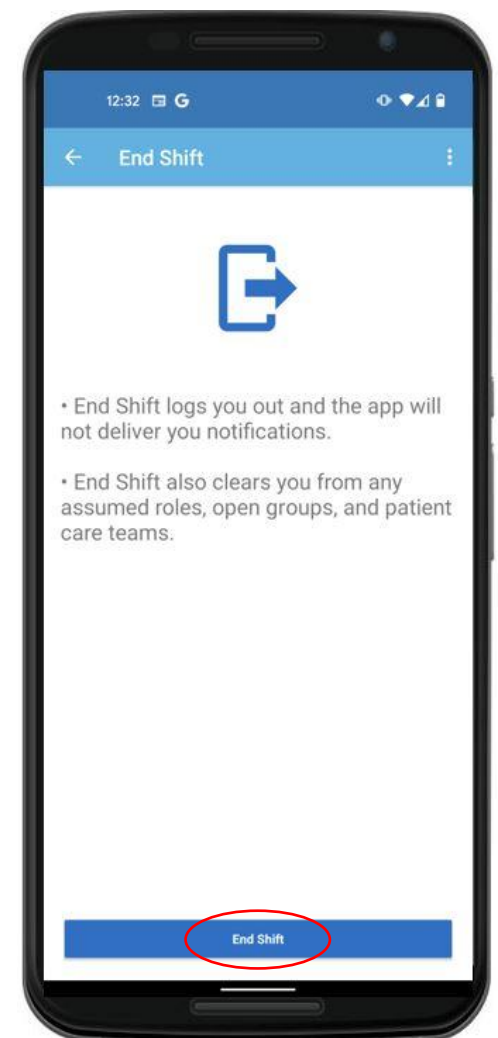 12:32 G
End Shift
• End Shift logs you out and the app will
not deliver you notifications.
• End Shift also clears you from any
assumed roles, open groups, and patient
care teams.
End Shift